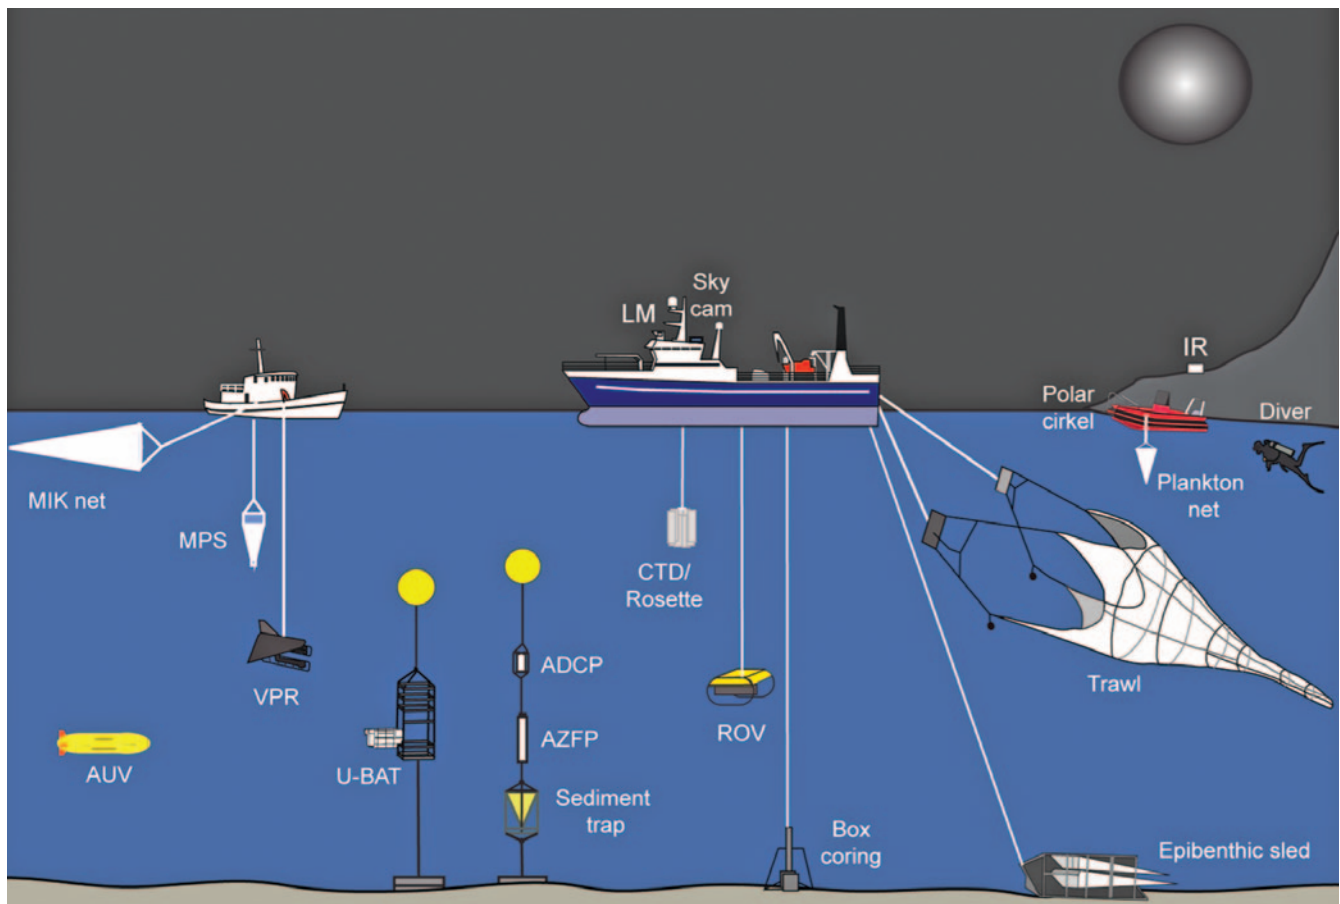 Sky
cam
LM
IR
Polar
cirkel
Diver
MIK net
Plankton
net
MPS
CTD/
Rosette
ADCP
VPR
Trawl
ROV
AZFP
AUV
U-BAT
Sediment
trap
Box
coring
Epibenthic sled